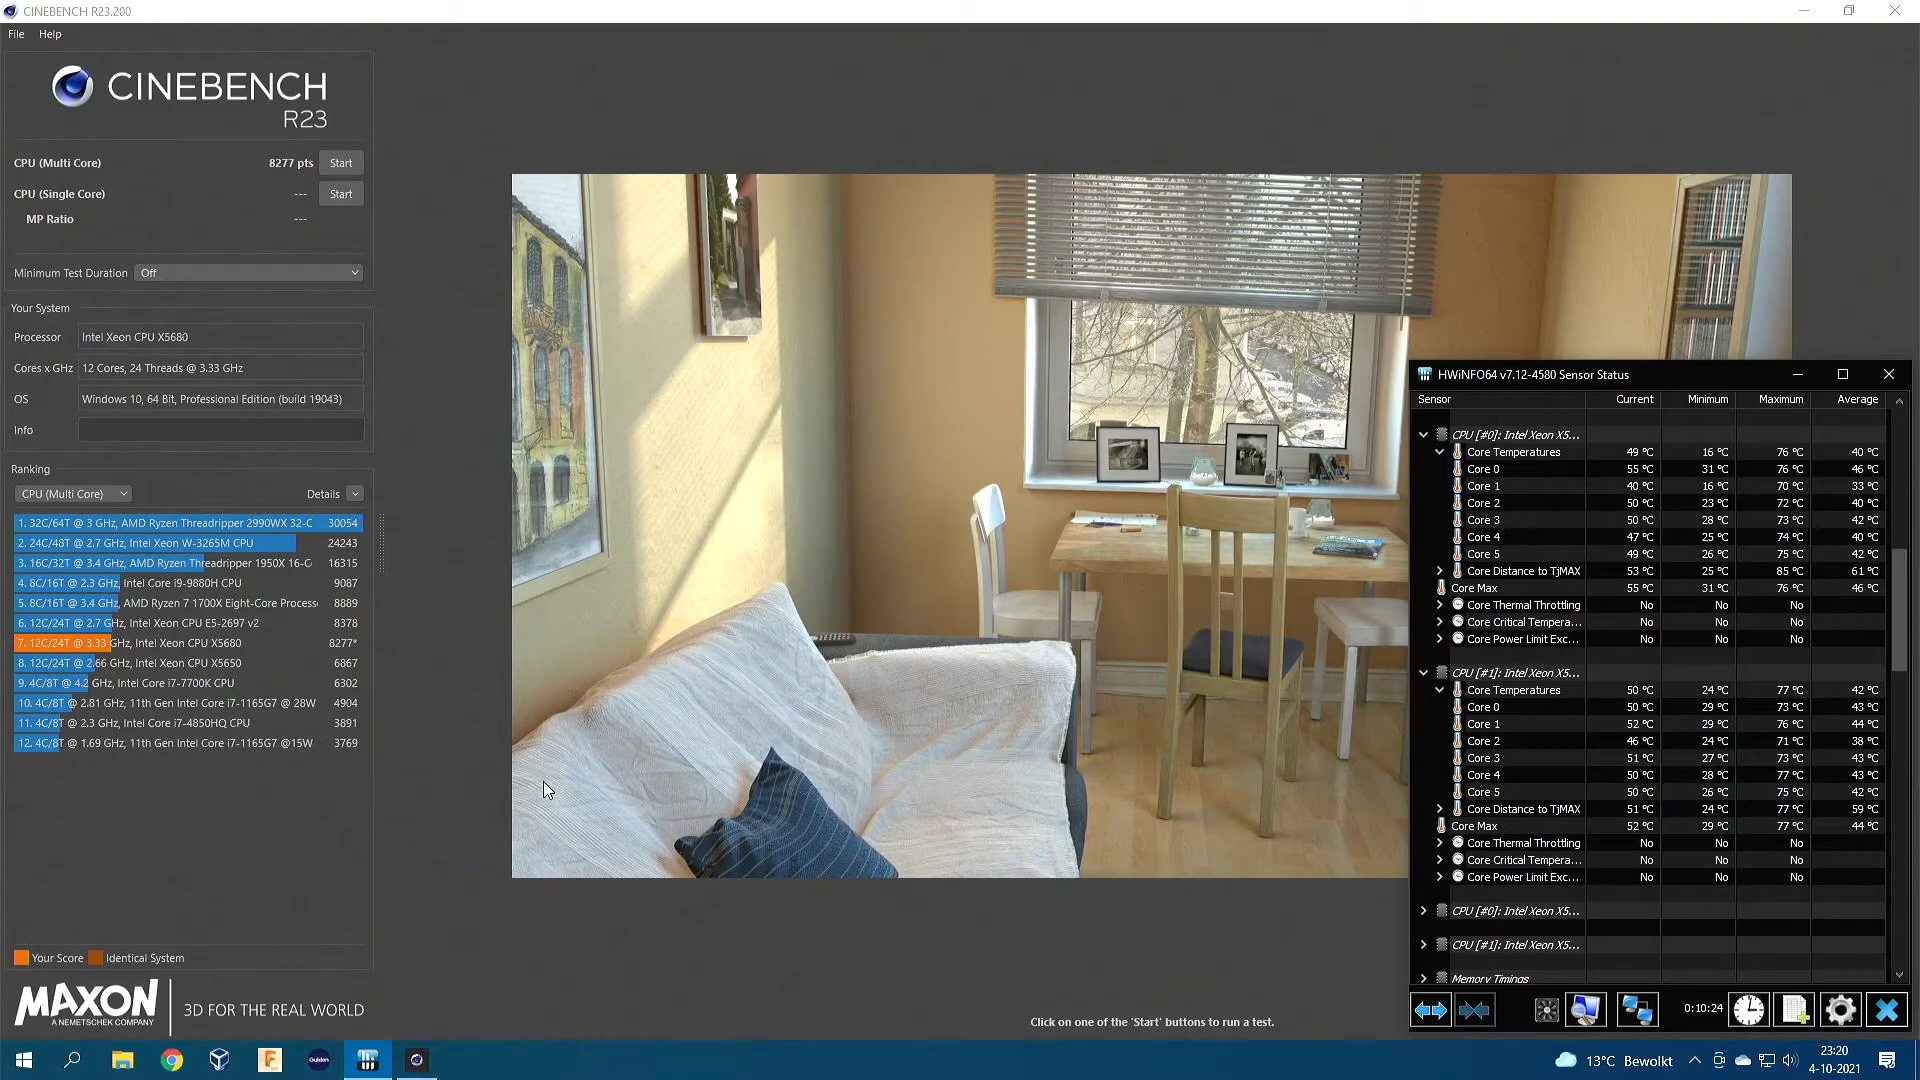 CINEBENCH R23.200
File Help
CINEBENCH
R23
CPU (Multi Core) 8277 pts Start
CPU (Single Core) --- Start
MP Ratio ---
Minimum Test Duration Off
Your System
Processor Intel Xeon CPU X5680
Cores x GHz 12 Cores, 24 Threads @ 3.33 GHz
OS Windows 10, 64 Bit, Professional Edition (build 19043)
Info
Ranking
CPU (Multi Core) Details
1. 32C/64T @ 3 GHz, AMD Ryzen Threadripper 2990WX 32-C 30054
2. 24C/48T @ 2.7 GHz, Intel Xeon W-3265M CPU 24243
3. 16C/32T @ 3.4 GHz, AMD Ryzen Threadripper 1950X 16-C 16315
4. 8C/16T @ 2.3 GHz, Intel Core i9-9880H CPU 9087
5. 8C/16T @ 3.4 GHz, AMD Ryzen 7 1700X Eight-Core Process 8889
6. 12C/24T @ 2.7 GHz, Intel Xeon CPU E5-2697 v2 8378
7. 12C/24T @ 3.33 GHz, Intel Xeon CPU X5680 8277*
8. 12C/24T @ 2.66 GHz, Intel Xeon CPU X5650 6867
9. 4C/8T @ 4.2 GHz, Intel Core i7-7700K CPU 6302
10. 4C/8T @ 2.81 GHz, 11th Gen Intel Core i7-1165G7 @ 28W 4904
11. 4C/8T @ 2.3 GHz, Intel Core i7-4850HQ CPU 3891
12. 4C/8T @ 1.69 GHz, 11th Gen Intel Core i7-1165G7 @15W 3769
Your Score Identical System
MAXON
A NEMETSCHEK COMPANY
3D FOR THE REAL WORLD
Click on one of the 'Start' buttons to run a test.
HWiNFO64 v7.12-4580 Sensor Status
Sensor Current Minimum Maximum Average
CPU [#0]: Intel Xeon X5...
Core Temperatures 49 °C 16 °C 76 °C 40 °C
Core 0 55 °C 31 °C 76 °C 46 °C
Core 1 40 °C 16 °C 70 °C 33 °C
Core 2 50 °C 23 °C 72 °C 40 °C
Core 3 50 °C 28 °C 73 °C 42 °C
Core 4 47 °C 25 °C 74 °C 40 °C
Core 5 49 °C 26 °C 75 °C 42 °C
Core Distance to TjMAX 53 °C 25 °C 85 °C 61 °C
Core Max 55 °C 31 °C 76 °C 46 °C
Core Thermal Throttling No No No
Core Critical Tempera... No No No
Core Power Limit Exc... No No No
CPU [#1]: Intel Xeon X5...
Core Temperatures 50 °C 24 °C 77 °C 42 °C
Core 0 50 °C 29 °C 73 °C 43 °C
Core 1 52 °C 29 °C 76 °C 44 °C
Core 2 46 °C 24 °C 71 °C 38 °C
Core 3 51 °C 27 °C 73 °C 43 °C
Core 4 50 °C 28 °C 77 °C 43 °C
Core 5 50 °C 26 °C 75 °C 42 °C
Core Distance to TjMAX 51 °C 24 °C 77 °C 59 °C
Core Max 52 °C 29 °C 77 °C 44 °C
Core Thermal Throttling No No No
Core Critical Tempera... No No No
Core Power Limit Exc... No No No
CPU [#0]: Intel Xeon X5...
CPU [#1]: Intel Xeon X5...
Memory Timings
0:10:24
Gulden
13°C Bewolkt
23:20
4-10-2021